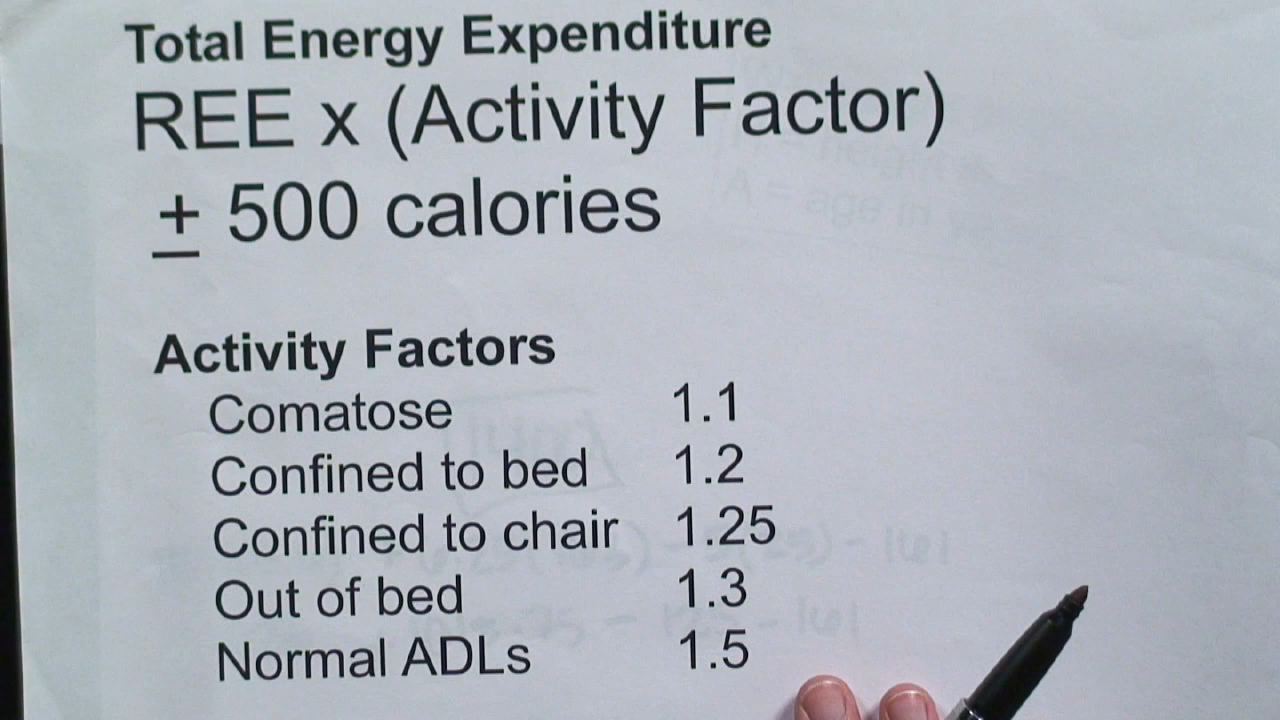 Total Energy Expenditure
REE x (Activity Factor)
± 500 calories
Activity Factors
Comatose 1.1
Confined to bed 1.2
Confined to chair 1.25
Out of bed 1.3
Normal ADLs 1.5